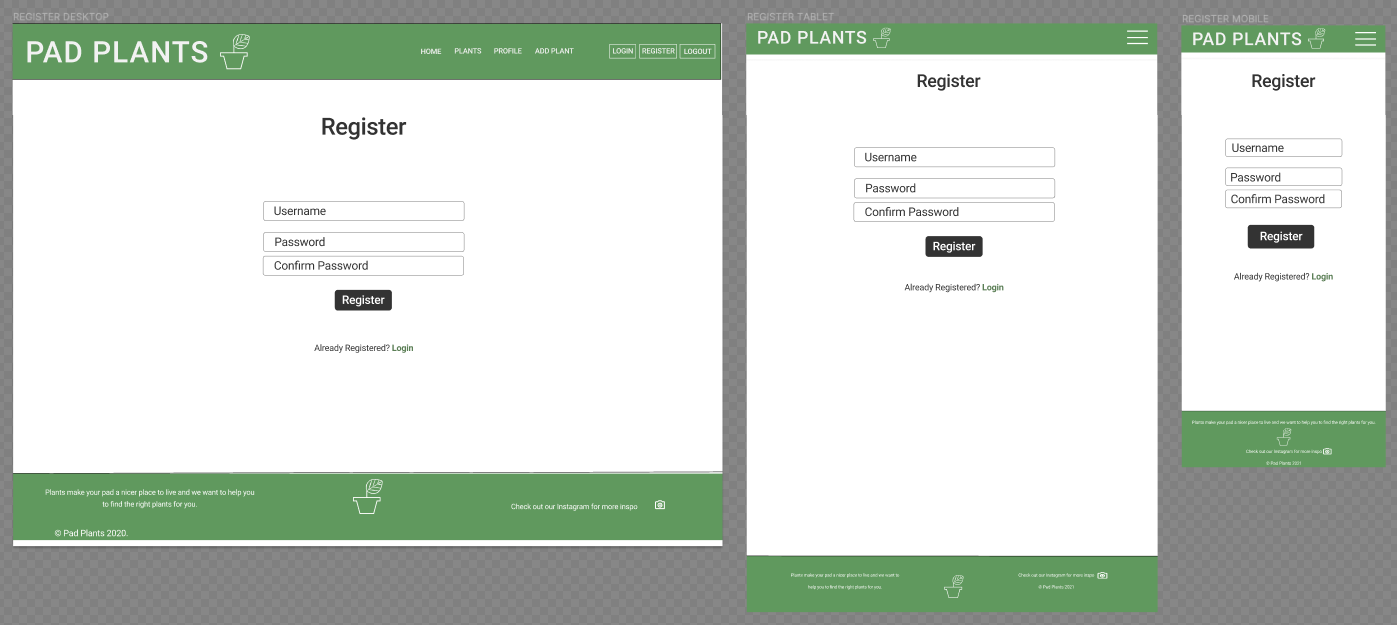 REGISTER DESKTOP
PAD PLANTS
HOME PLANTS PROFILE ADD PLANT LOGIN REGISTER LOGOUT
Register
Username
Password
Confirm Password
Register
Already Registered? Login
Plants make your pad a nicer place to live and we want to help you
to find the right plants for you.
Check out our Instagram for more inspo
© Pad Plants 2020.
REGISTER TABLET
PAD PLANTS
Register
Username
Password
Confirm Password
Register
Already Registered? Login
Plants make your pad a nicer place to live and we want to
help you to find the right plants for you.
Check out our Instagram for more inspo
© Pad Plants 2021
REGISTER MOBILE
PAD PLANTS
Register
Username
Password
Confirm Password
Register
Already Registered? Login
Plants make your pad a nicer place to live and we want to help you to find the right plants for you.
Check out our Instagram for more inspo
© Pad Plants 2021